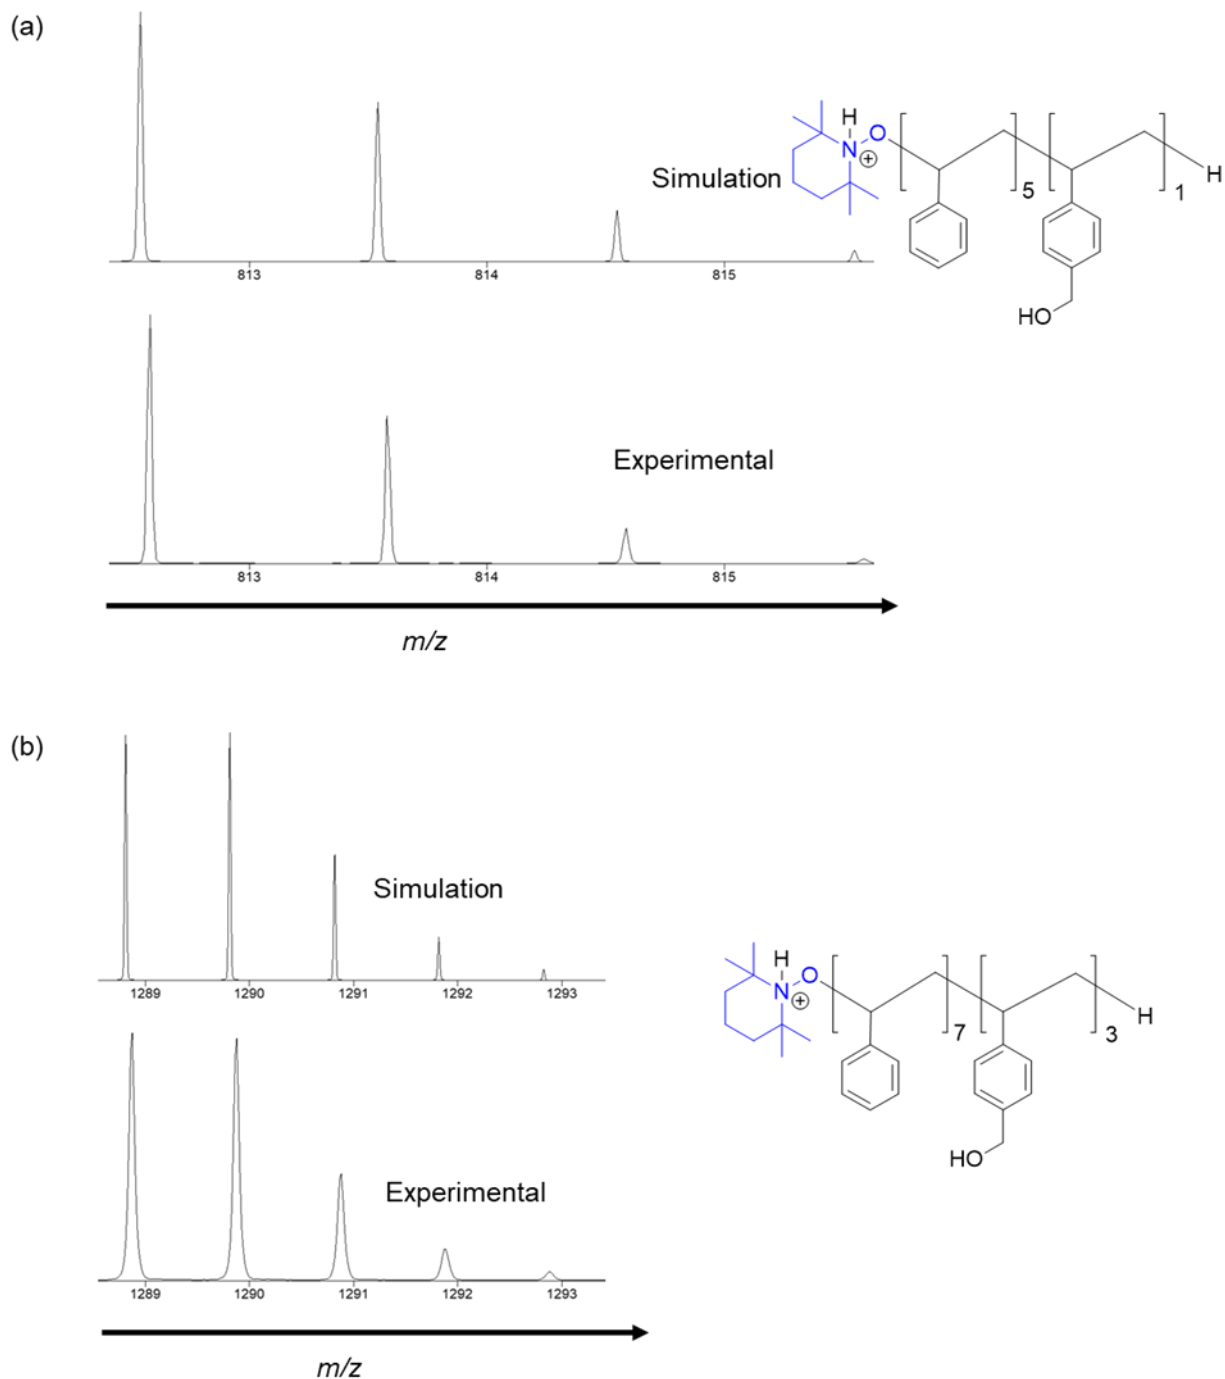 (a)
Simulation
H
N
O
⊕
5
1
H
HO
813 814 815
Experimental
813 814 815
m/z
(b)
Simulation
1289 1290 1291 1292 1293
H
N
O
⊕
7
3
H
HO
Experimental
1289 1290 1291 1292 1293
m/z